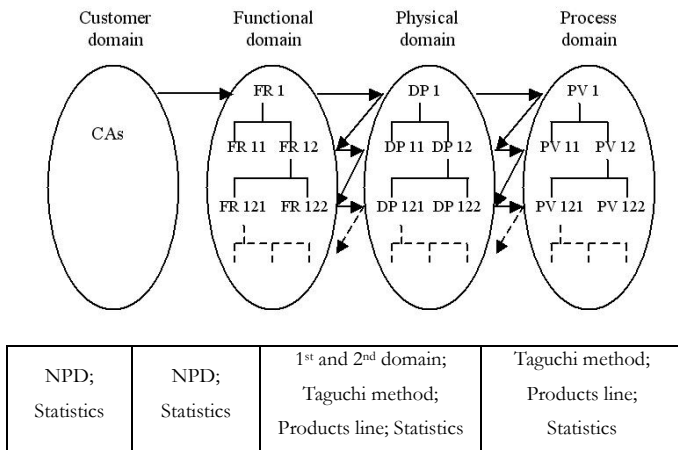 Customer domain
Functional domain
Physical domain
Process domain
CAs
FR 1
FR 11 FR 12
FR 121 FR 122
DP 1
DP 11 DP 12
DP 121 DP 122
PV 1
PV 11 PV 12
PV 121 PV 122
NPD;
Statistics
NPD;
Statistics
1st and 2nd domain;
Taguchi method;
Products line; Statistics
Taguchi method;
Products line;
Statistics